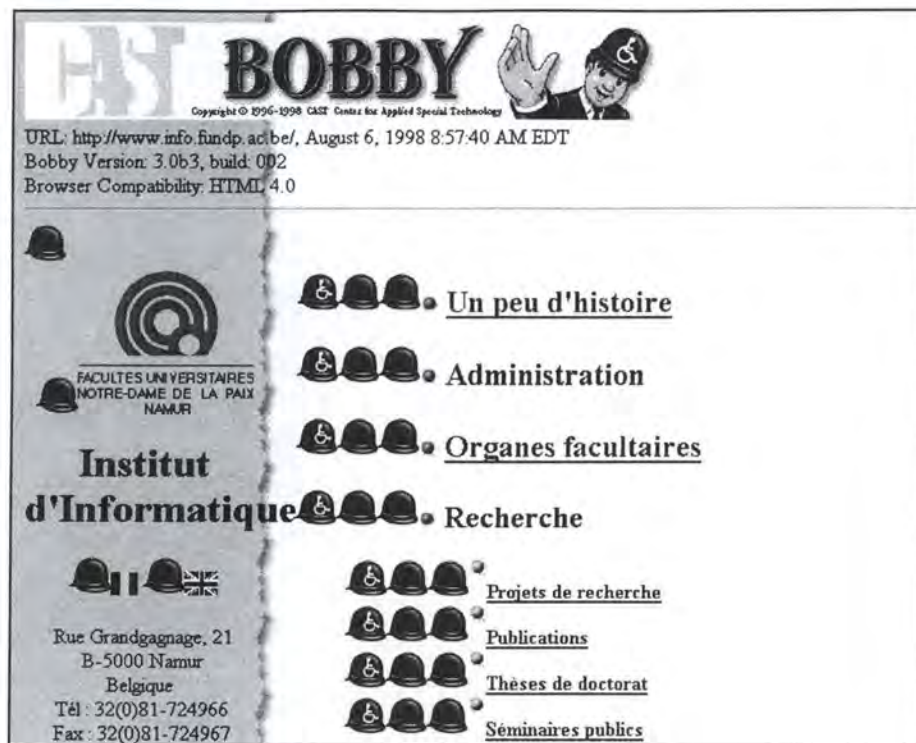 CAST BOBBY
Copyright © 1996-1998 CAST Center for Applied Special Technology
URL: http://www.info.fundp.ac.be/, August 6, 1998 8:57:40 AM EDT
Bobby Version: 3.0b3, build: 002
Browser Compatibility: HTML 4.0
FACULTES UNIVERSITAIRES
NOTRE-DAME DE LA PAIX
NAMUR
Institut
d'Informatique
Rue Grandgagnage, 21
B-5000 Namur
Belgique
Tél : 32(0)81-724966
Fax : 32(0)81-724967
Un peu d'histoire
Administration
Organes facultaires
Recherche
Projets de recherche
Publications
Thèses de doctorat
Séminaires publics